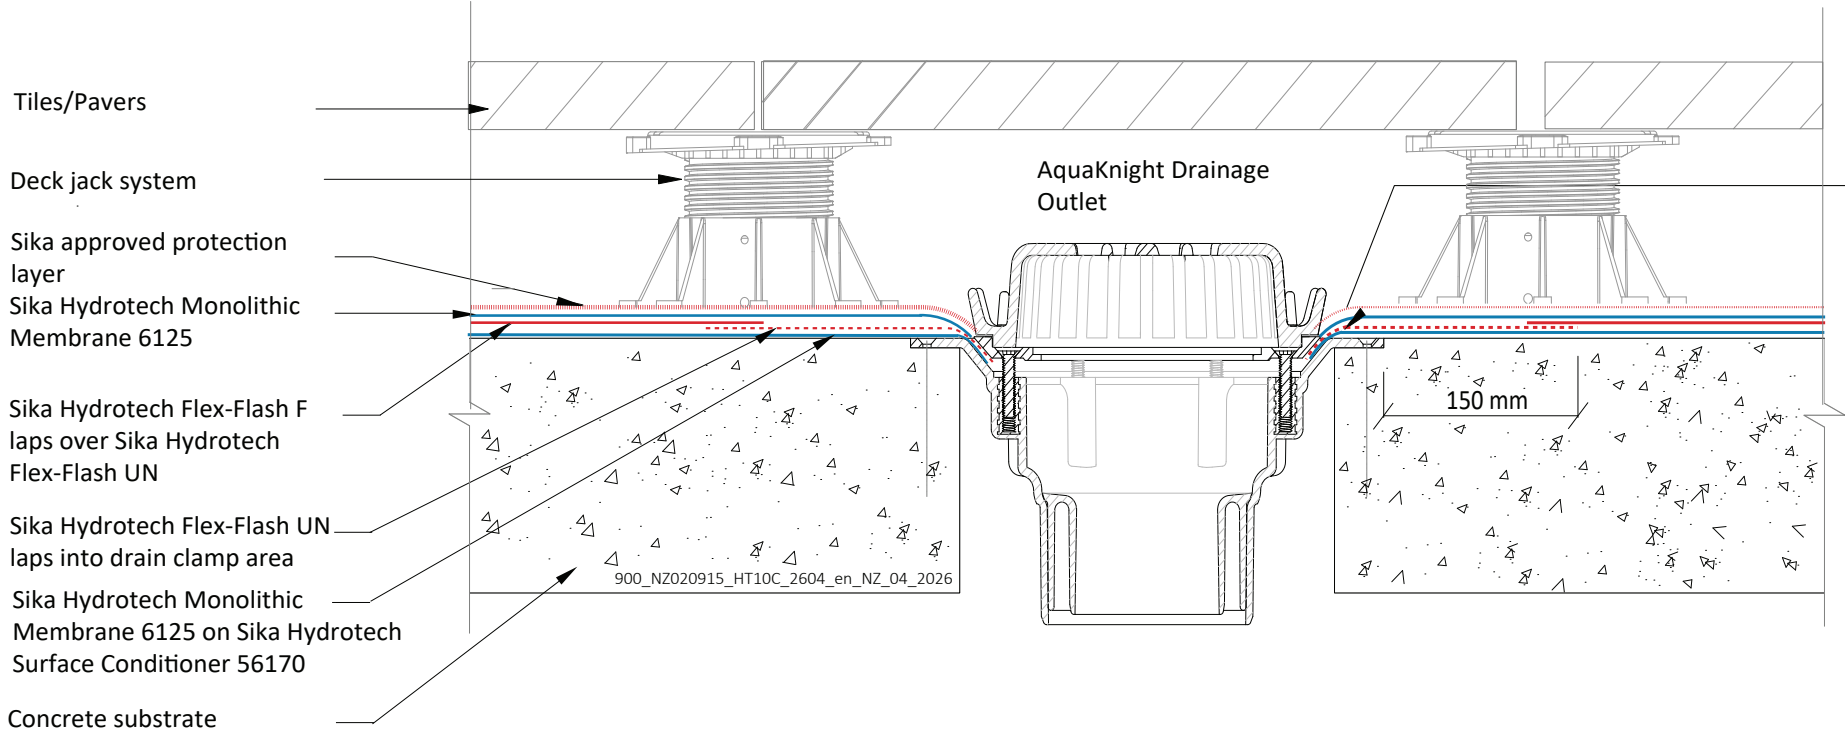 Tiles/Pavers
Deck jack system
Sika approved protection
layer
Sika Hydrotech Monolithic
Membrane 6125
Sika Hydrotech Flex-Flash F
laps over Sika Hydrotech
Flex-Flash UN
Sika Hydrotech Flex-Flash UN
laps into drain clamp area
Sika Hydrotech Monolithic
Membrane 6125 on Sika Hydrotech
Surface Conditioner 56170
Concrete substrate
AquaKnight Drainage
Outlet
150 mm
900_NZ020915_HT10C_2604_en_NZ_04_2026